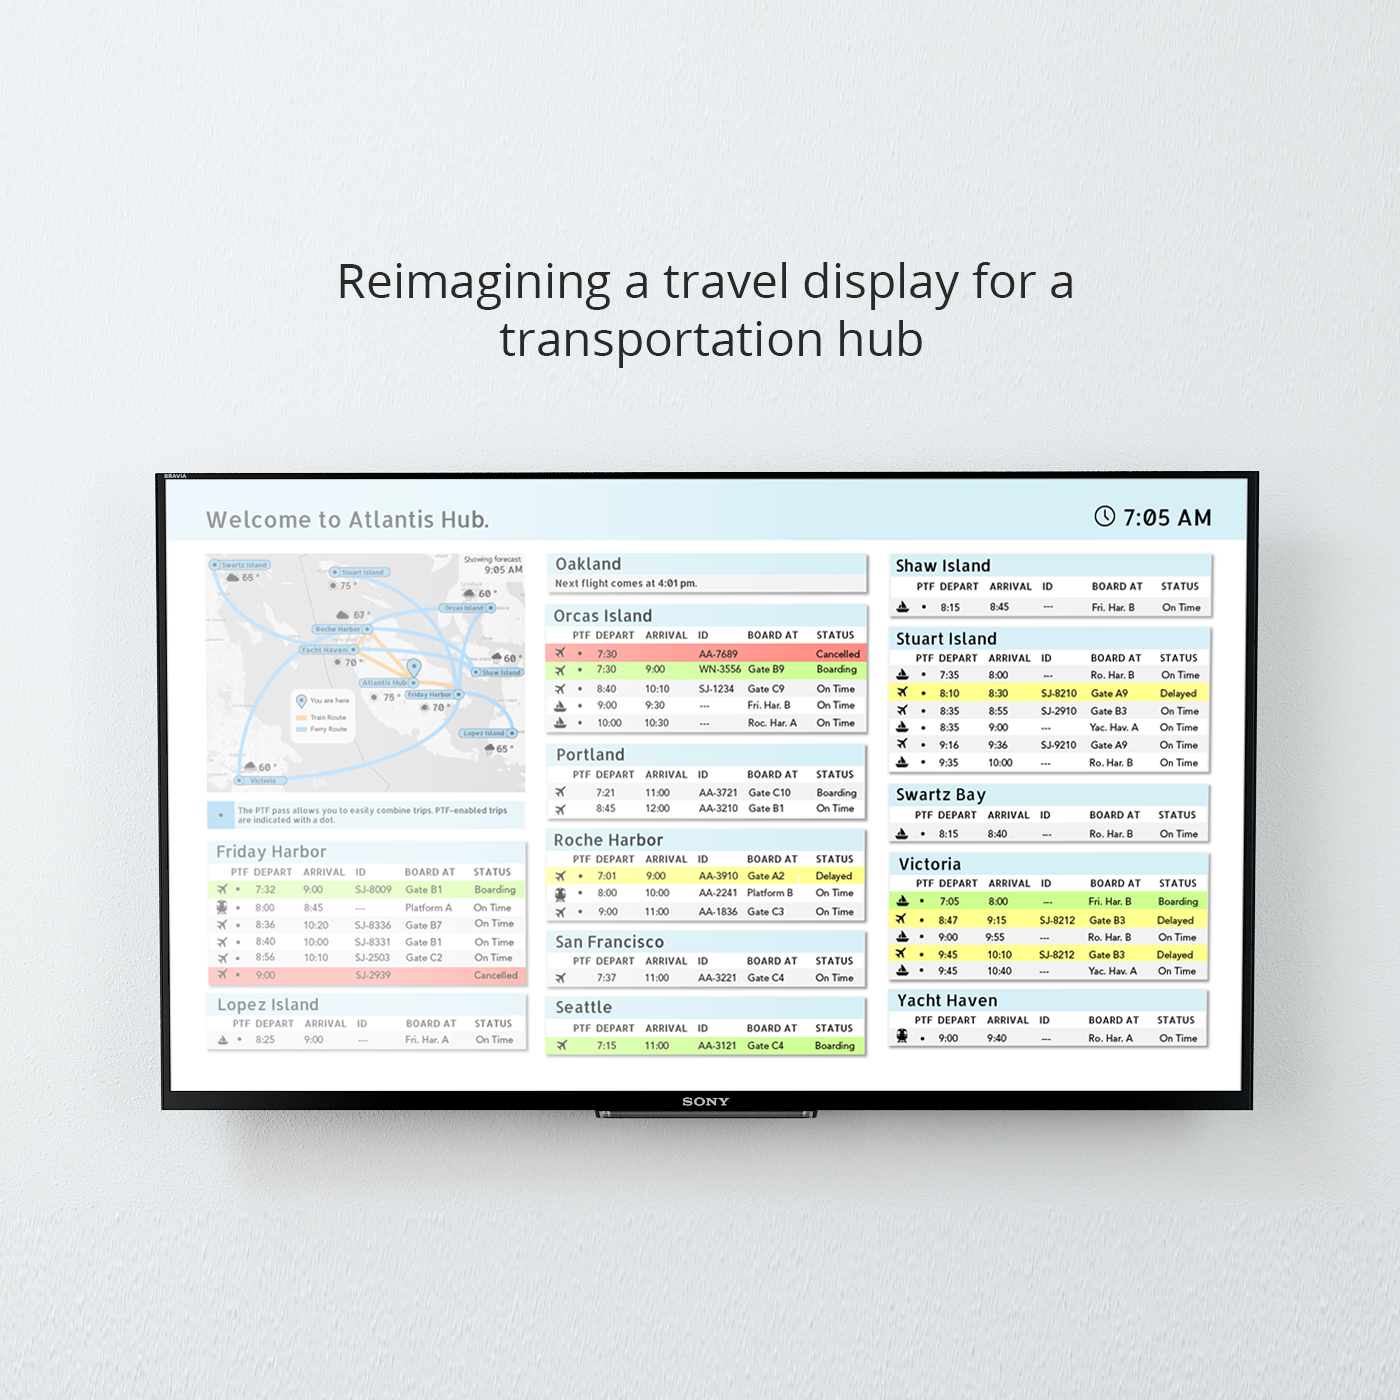 Reimagining a travel display for a
transportation hub
BRAVIA
Welcome to Atlantis Hub.
7:05 AM
Showing forecast
9:05 AM
Swartz Island
65 °
Stuart Island
75 °
60 °
Orcas Island
67 °
Roche Harbor
Yacht Haven
70 °
60 °
Shaw Island
Atlantis Hub
75 °
Friday Harbor
70 °
You are here
Train Route
Ferry Route
Lopez Island
65 °
60 °
Victoria
The PTF pass allows you to easily combine trips. PTF-enabled trips
are indicated with a dot.
Friday Harbor
PTF DEPART ARRIVAL ID BOARD AT STATUS
• 7:32 9:00 SJ-8009 Gate B1 Boarding
• 8:00 8:45 --- Platform A On Time
• 8:36 10:20 SJ-8336 Gate B7 On Time
• 8:40 10:00 SJ-8331 Gate B1 On Time
• 8:56 10:10 SJ-2503 Gate C2 On Time
• 9:00 SJ-2939 Cancelled
Lopez Island
PTF DEPART ARRIVAL ID BOARD AT STATUS
• 8:25 9:00 --- Fri. Har. A On Time
Oakland
Next flight comes at 4:01 pm.
Orcas Island
PTF DEPART ARRIVAL ID BOARD AT STATUS
• 7:30 AA-7689 Cancelled
• 7:30 9:00 WN-3556 Gate B9 Boarding
• 8:40 10:10 SJ-1234 Gate C9 On Time
• 9:00 9:30 --- Fri. Har. B On Time
• 10:00 10:30 --- Roc. Har. A On Time
Portland
PTF DEPART ARRIVAL ID BOARD AT STATUS
7:21 11:00 AA-3721 Gate C10 Boarding
8:45 12:00 AA-3210 Gate B1 On Time
Roche Harbor
PTF DEPART ARRIVAL ID BOARD AT STATUS
• 7:01 9:00 AA-3910 Gate A2 Delayed
• 8:00 10:00 AA-2241 Platform B On Time
• 9:00 11:00 AA-1836 Gate C3 On Time
San Francisco
PTF DEPART ARRIVAL ID BOARD AT STATUS
7:37 11:00 AA-3221 Gate C4 On Time
Seattle
PTF DEPART ARRIVAL ID BOARD AT STATUS
7:15 11:00 AA-3121 Gate C4 Boarding
Shaw Island
PTF DEPART ARRIVAL ID BOARD AT STATUS
• 8:15 8:45 --- Fri. Har. B On Time
Stuart Island
PTF DEPART ARRIVAL ID BOARD AT STATUS
• 7:35 8:00 --- Ro. Har. B On Time
• 8:10 8:30 SJ-8210 Gate A9 Delayed
• 8:35 8:55 SJ-2910 Gate B3 On Time
• 8:35 9:00 --- Yac. Hav. A On Time
• 9:16 9:36 SJ-9210 Gate A9 On Time
• 9:35 10:00 --- Ro. Har. B On Time
Swartz Bay
PTF DEPART ARRIVAL ID BOARD AT STATUS
• 8:15 8:40 --- Ro. Har. B On Time
Victoria
PTF DEPART ARRIVAL ID BOARD AT STATUS
• 7:05 8:00 --- Fri. Har. B Boarding
• 8:47 9:15 SJ-8212 Gate B3 Delayed
• 9:00 9:55 --- Ro. Har. B On Time
• 9:45 10:10 SJ-8212 Gate B3 Delayed
• 9:45 10:40 --- Yac. Hav. A On Time
Yacht Haven
PTF DEPART ARRIVAL ID BOARD AT STATUS
• 9:00 9:40 --- Ro. Har. A On Time
SONY